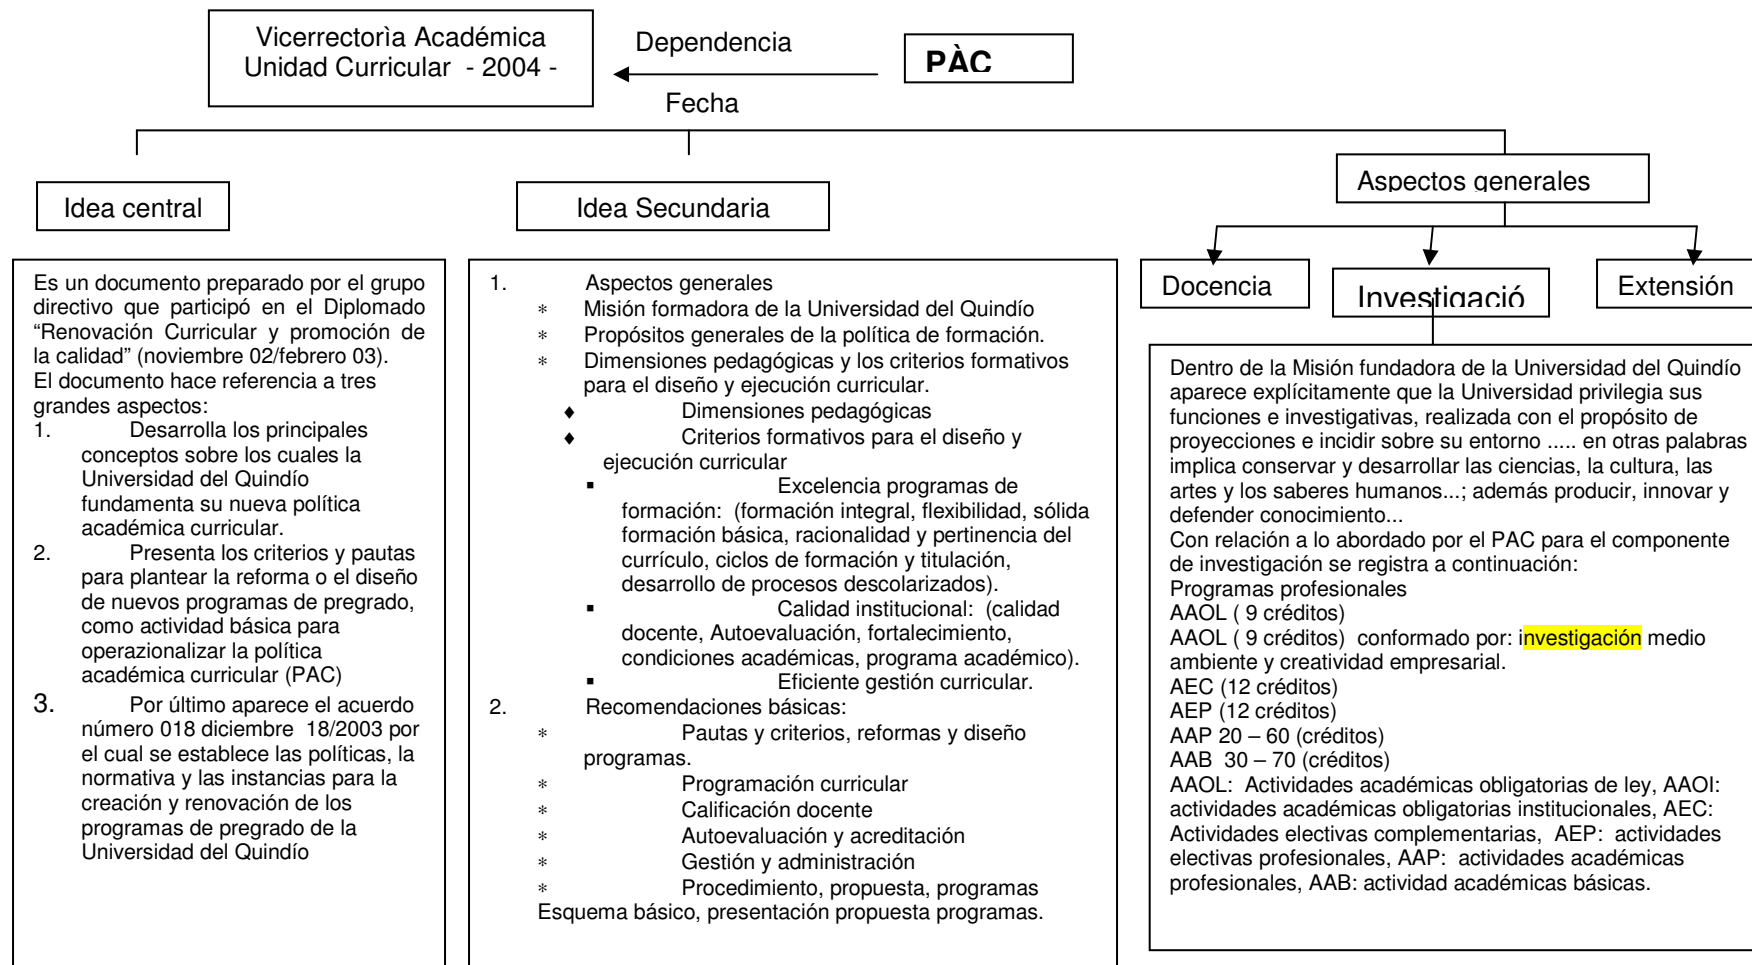 Vicerrectorìa Académica
Unidad Curricular - 2004 -
Dependencia
Fecha
PÀC
Idea central
Idea Secundaria
Aspectos generales
Docencia
Investigació
Extensión
Es un documento preparado por el grupo
directivo que participó en el Diplomado
“Renovación Curricular y promoción de
la calidad” (noviembre 02/febrero 03).
El documento hace referencia a tres
grandes aspectos:
1. Desarrolla los principales
conceptos sobre los cuales la
Universidad del Quindío
fundamenta su nueva política
académica curricular.
2. Presenta los criterios y pautas
para plantear la reforma o el diseño
de nuevos programas de pregrado,
como actividad básica para
operazionalizar la política
académica curricular (PAC)
3. Por último aparece el acuerdo
número 018 diciembre 18/2003 por
el cual se establece las políticas, la
normativa y las instancias para la
creación y renovación de los
programas de pregrado de la
Universidad del Quindío
1. Aspectos generales
* Misión formadora de la Universidad del Quindío
* Propósitos generales de la política de formación.
* Dimensiones pedagógicas y los criterios formativos
para el diseño y ejecución curricular.
♦ Dimensiones pedagógicas
♦ Criterios formativos para el diseño y
ejecución curricular
▪ Excelencia programas de
formación: (formación integral, flexibilidad, sólida
formación básica, racionalidad y pertinencia del
currículo, ciclos de formación y titulación,
desarrollo de procesos descolarizados).
▪ Calidad institucional: (calidad
docente, Autoevaluación, fortalecimiento,
condiciones académicas, programa académico).
▪ Eficiente gestión curricular.
2. Recomendaciones básicas:
* Pautas y criterios, reformas y diseño
programas.
* Programación curricular
* Calificación docente
* Autoevaluación y acreditación
* Gestión y administración
* Procedimiento, propuesta, programas
Esquema básico, presentación propuesta programas.
Dentro de la Misión fundadora de la Universidad del Quindío
aparece explícitamente que la Universidad privilegia sus
funciones e investigativas, realizada con el propósito de
proyecciones e incidir sobre su entorno ..... en otras palabras
implica conservar y desarrollar las ciencias, la cultura, las
artes y los saberes humanos...; además producir, innovar y
defender conocimiento...
Con relación a lo abordado por el PAC para el componente
de investigación se registra a continuación:
Programas profesionales
AAOL ( 9 créditos)
AAOL ( 9 créditos) conformado por: investigación medio
ambiente y creatividad empresarial.
AEC (12 créditos)
AEP (12 créditos)
AAP 20 – 60 (créditos)
AAB 30 – 70 (créditos)
AAOL: Actividades académicas obligatorias de ley, AAOI:
actividades académicas obligatorias institucionales, AEC:
Actividades electivas complementarias, AEP: actividades
electivas profesionales, AAP: actividades académicas
profesionales, AAB: actividad académicas básicas.